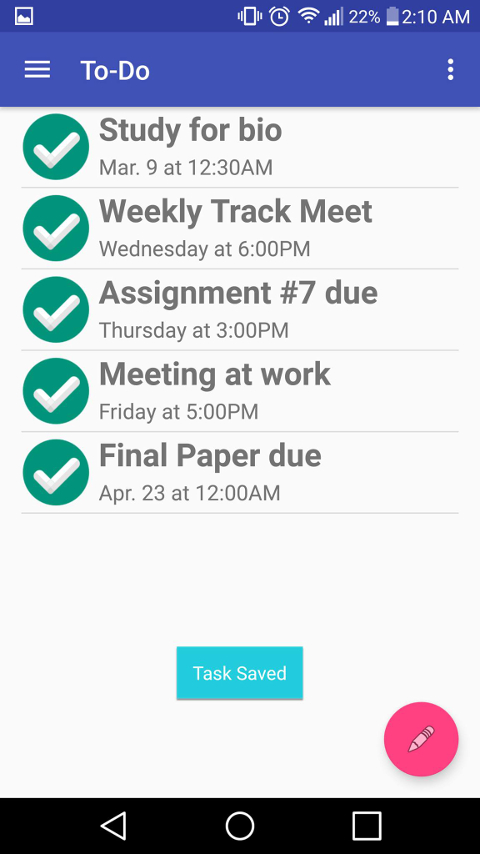 22% 2:10 AM
To-Do
Study for bio
Mar. 9 at 12:30AM
Weekly Track Meet
Wednesday at 6:00PM
Assignment #7 due
Thursday at 3:00PM
Meeting at work
Friday at 5:00PM
Final Paper due
Apr. 23 at 12:00AM
Task Saved